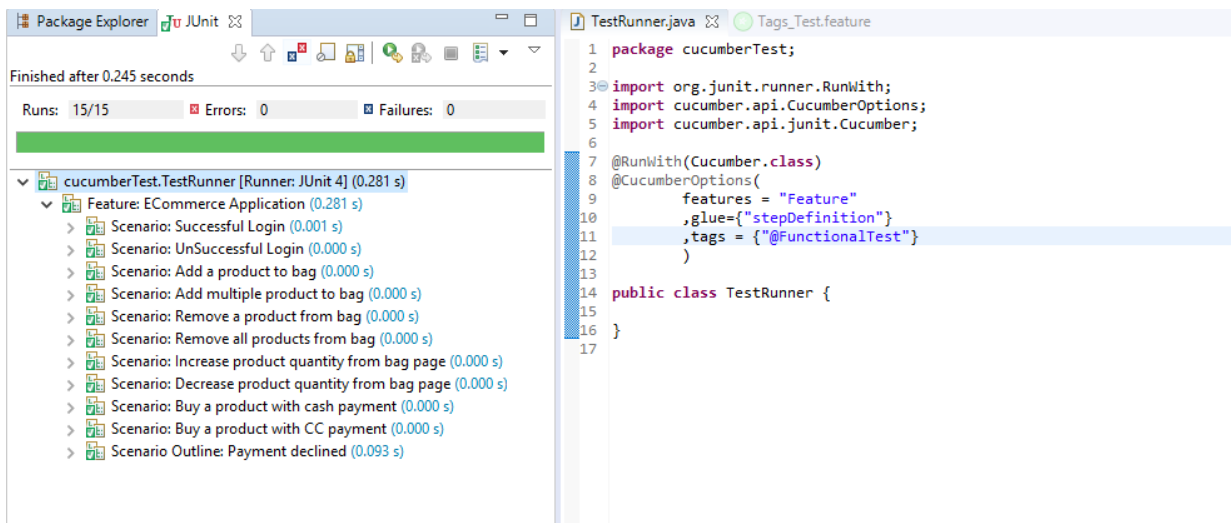 Package Explorer
JUnit
Finished after 0.245 seconds
Runs: 15/15 Errors: 0 Failures: 0
cucumberTest.TestRunner [Runner: JUnit 4] (0.281 s)
Feature: ECommerce Application (0.281 s)
Scenario: Successful Login (0.001 s)
Scenario: UnSuccessful Login (0.000 s)
Scenario: Add a product to bag (0.000 s)
Scenario: Add multiple product to bag (0.000 s)
Scenario: Remove a product from bag (0.000 s)
Scenario: Remove all products from bag (0.000 s)
Scenario: Increase product quantity from bag page (0.000 s)
Scenario: Decrease product quantity from bag page (0.000 s)
Scenario: Buy a product with cash payment (0.000 s)
Scenario: Buy a product with CC payment (0.000 s)
Scenario Outline: Payment declined (0.093 s)
TestRunner.java
Tags_Test.feature
1 package cucumberTest;
2
3 import org.junit.runner.RunWith;
4 import cucumber.api.CucumberOptions;
5 import cucumber.api.junit.Cucumber;
6
7 @RunWith(Cucumber.class)
8 @CucumberOptions(
9 features = "Feature"
10 ,glue={"stepDefinition"}
11 ,tags = {"@FunctionalTest"}
12 )
13
14 public class TestRunner {
15
16 }
17